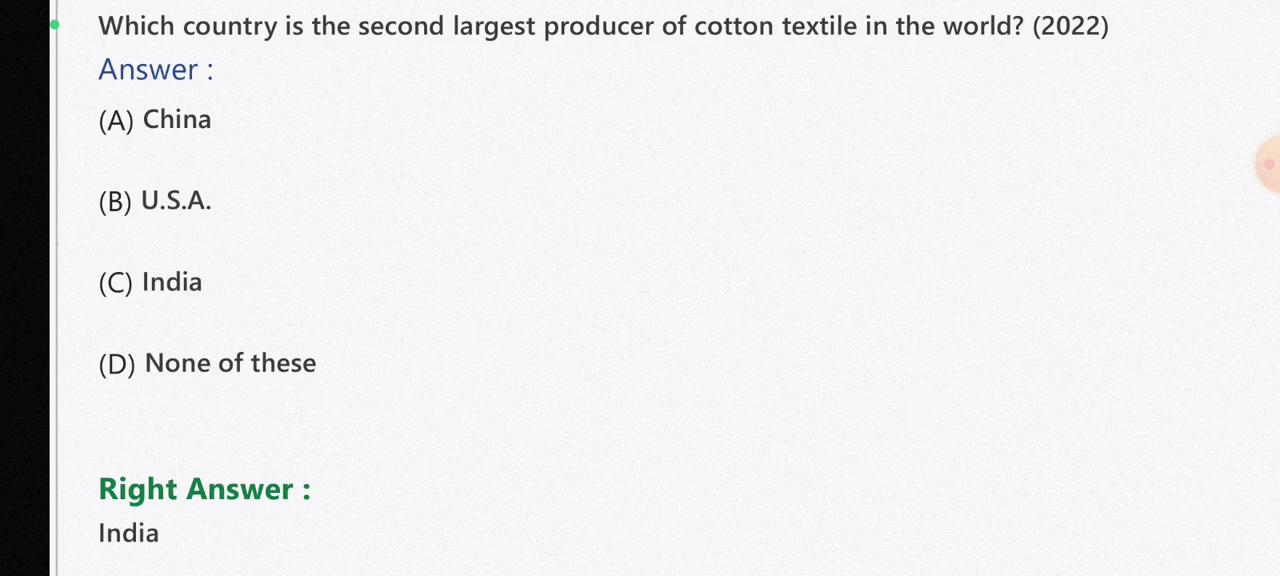 Which country is the second largest producer of cotton textile in the world? (2022)
Answer :
(A) China
(B) U.S.A.
(C) India
(D) None of these
Right Answer :
India